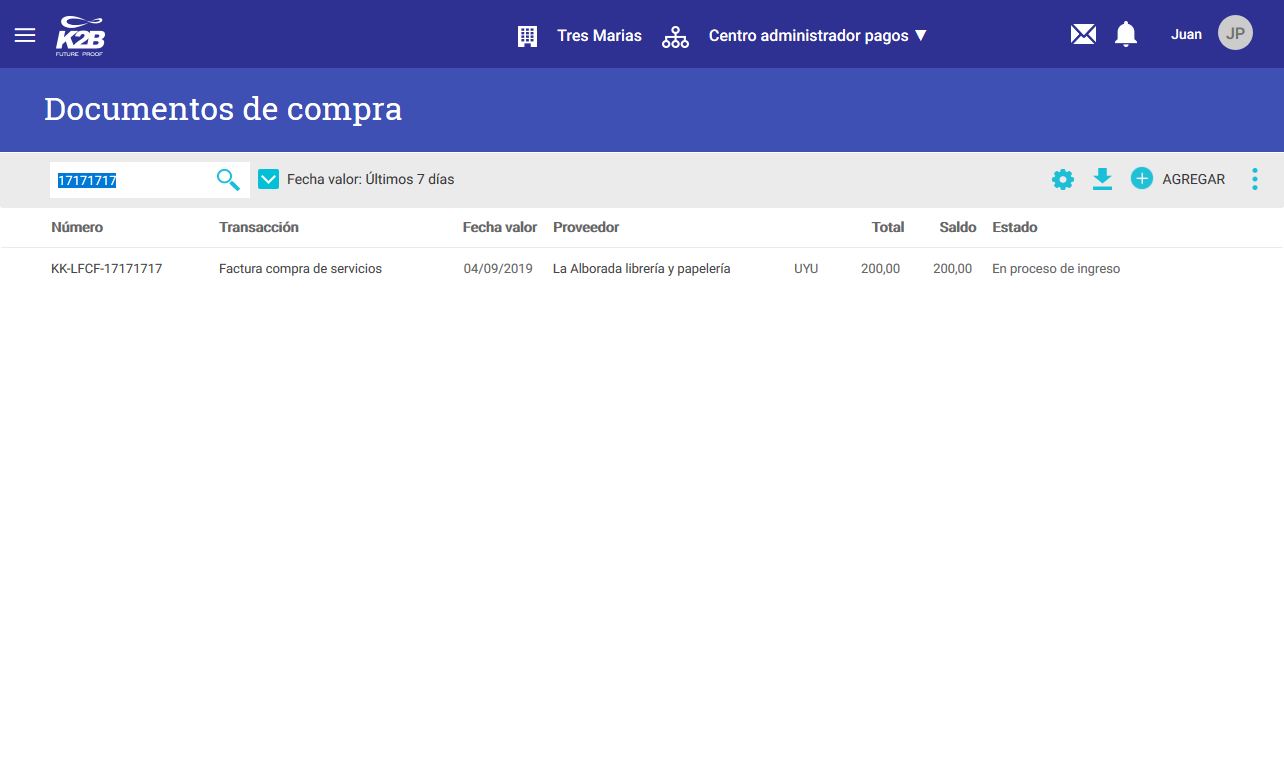 K2B
FUTURE PROOF
Tres Marias
Centro administrador pagos ▼
Juan
JP
Documentos de compra
17171717
Fecha valor: Últimos 7 días
AGREGAR
Número Transacción Fecha valor Proveedor Total Saldo Estado
KK-LFCF-17171717 Factura compra de servicios 04/09/2019 La Alborada librería y papelería UYU 200,00 200,00 En proceso de ingreso